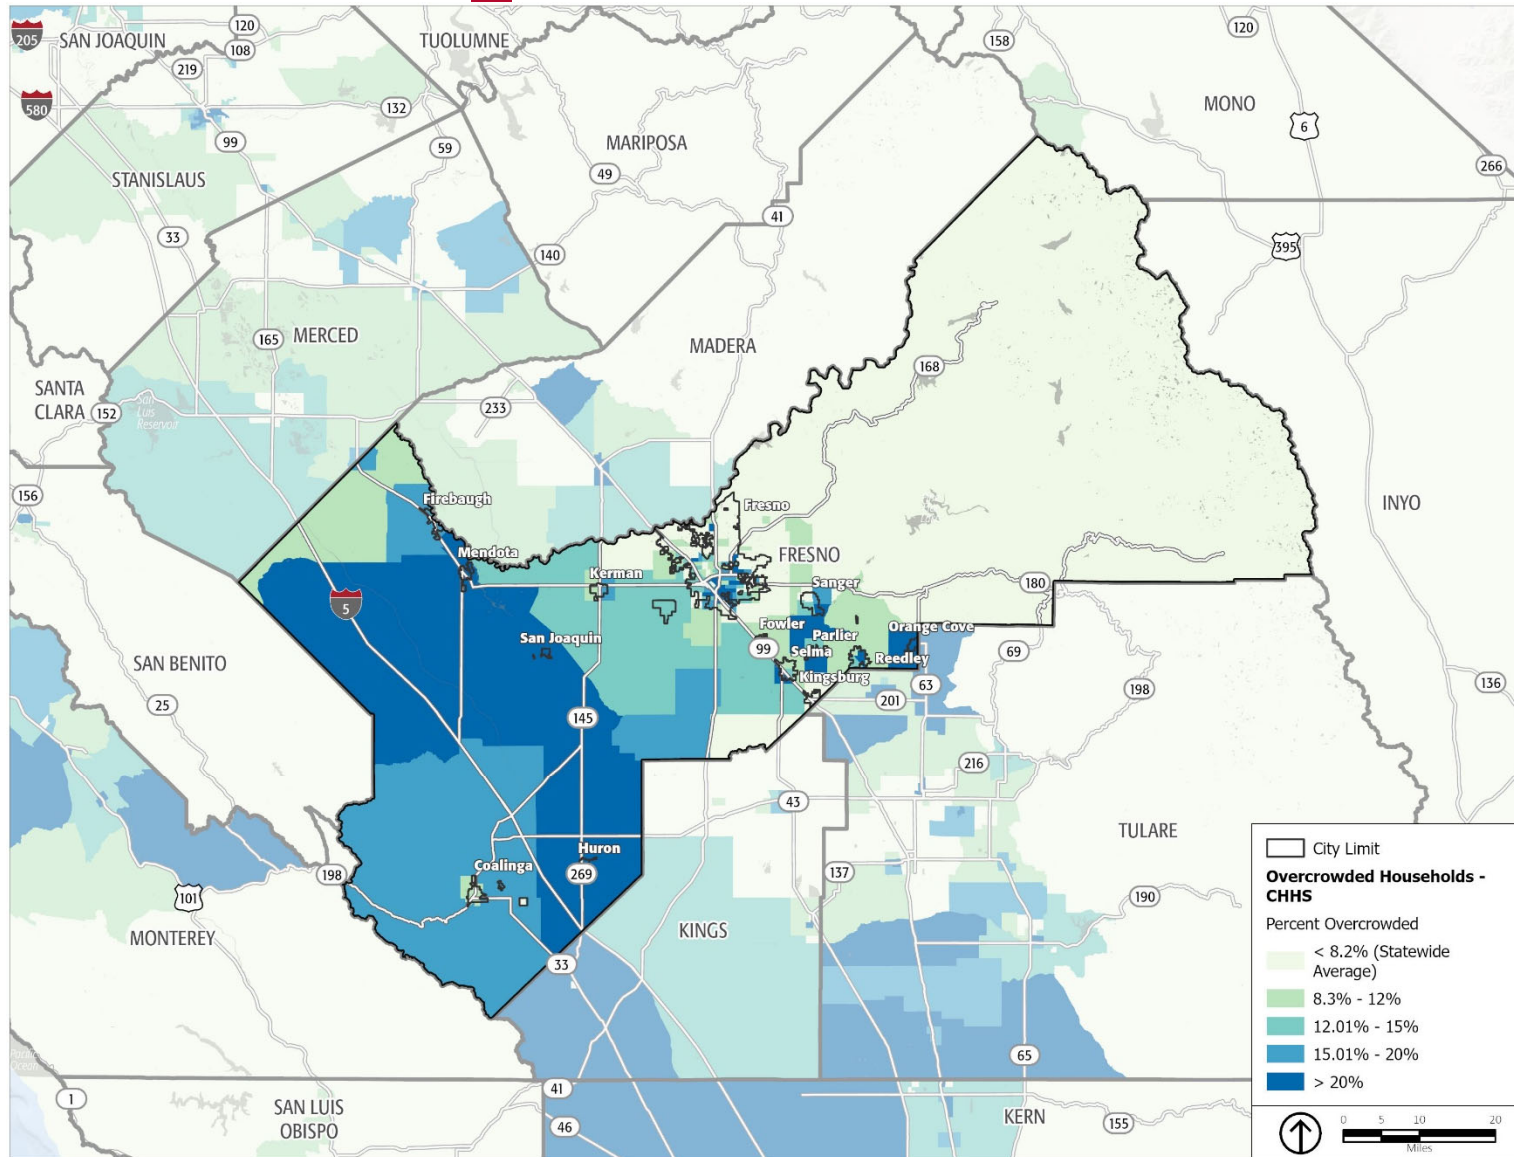 205
SAN JOAQUIN
120
108
219
TUOLUMNE
158
120
580
132
MONO
6
99
59
MARIPOSA
49
266
STANISLAUS
33
41
395
140
165
MERCED
MADERA
168
SANTA
CLARA
152
San
Luis
Reservoir
233
156
Firebaugh
Fresno
INYO
Mendota
FRESNO
5
Kerman
Sanger
180
San Joaquin
Fowler
Orange Cove
Parlier
99
Selma
Reedley
69
SAN BENITO
Kingsburg
63
198
136
25
145
201
216
43
TULARE
Huron
Coalinga
198
269
137
101
190
MONTEREY
KINGS
33
65
Pacific
Ocean
41
1
SAN LUIS
OBISPO
46
KERN
155
City Limit
Overcrowded Households -
CHHS
Percent Overcrowded
< 8.2% (Statewide
Average)
8.3% - 12%
12.01% - 15%
15.01% - 20%
> 20%
0 5 10 20
Miles